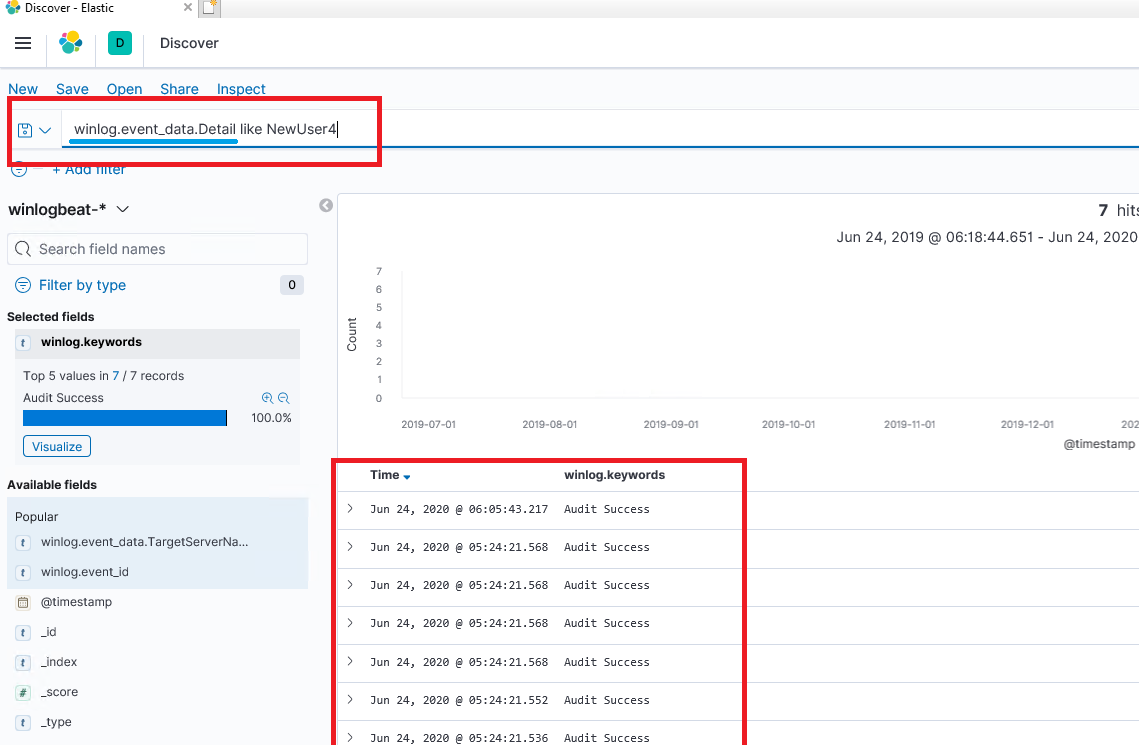 Discover - Elastic
D Discover
New Save Open Share Inspect
winlog.event_data.Detail like NewUser4
+ Add filter
winlogbeat-*
7 hits
Jun 24, 2019 @ 06:18:44.651 - Jun 24, 2020
Search field names
Filter by type 0
Selected fields
t winlog.keywords
Top 5 values in 7 / 7 records
Audit Success
100.0%
Visualize
Count
7
6
5
4
3
2
1
0
2019-07-01 2019-08-01 2019-09-01 2019-10-01 2019-11-01 2019-12-01 202
@timestamp
Available fields
Popular
t winlog.event_data.TargetServerNa...
t winlog.event_id
@timestamp
t _id
t _index
# _score
t _type
Time winlog.keywords
Jun 24, 2020 @ 06:05:43.217 Audit Success
Jun 24, 2020 @ 05:24:21.568 Audit Success
Jun 24, 2020 @ 05:24:21.568 Audit Success
Jun 24, 2020 @ 05:24:21.568 Audit Success
Jun 24, 2020 @ 05:24:21.568 Audit Success
Jun 24, 2020 @ 05:24:21.552 Audit Success
Jun 24, 2020 @ 05:24:21.536 Audit Success